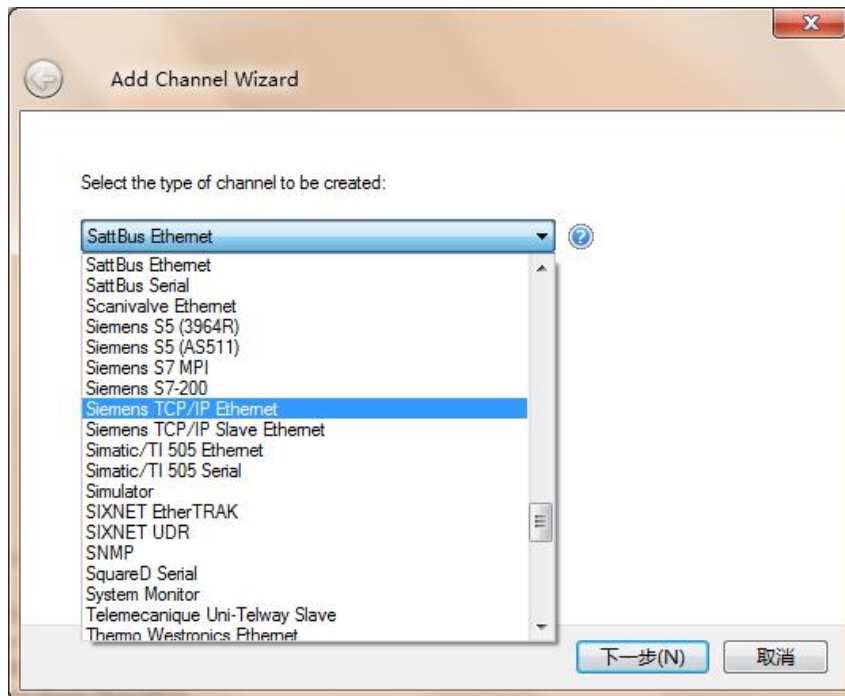 Add Channel Wizard
Select the type of channel to be created:
SattBus Ethernet
SattBus Ethernet
SattBus Serial
Scanivalve Ethernet
Siemens S5 (3964R)
Siemens S5 (AS511)
Siemens S7 MPI
Siemens S7-200
Siemens TCP/IP Ethernet
Siemens TCP/IP Slave Ethernet
Simatic/TI 505 Ethernet
Simatic/TI 505 Serial
Simulator
SIXNET EtherTRAK
SIXNET UDR
SNMP
SquareD Serial
System Monitor
Telemecanique Uni-Telway Slave
Thermo Westronics Ethernet
下一步(N) 取消